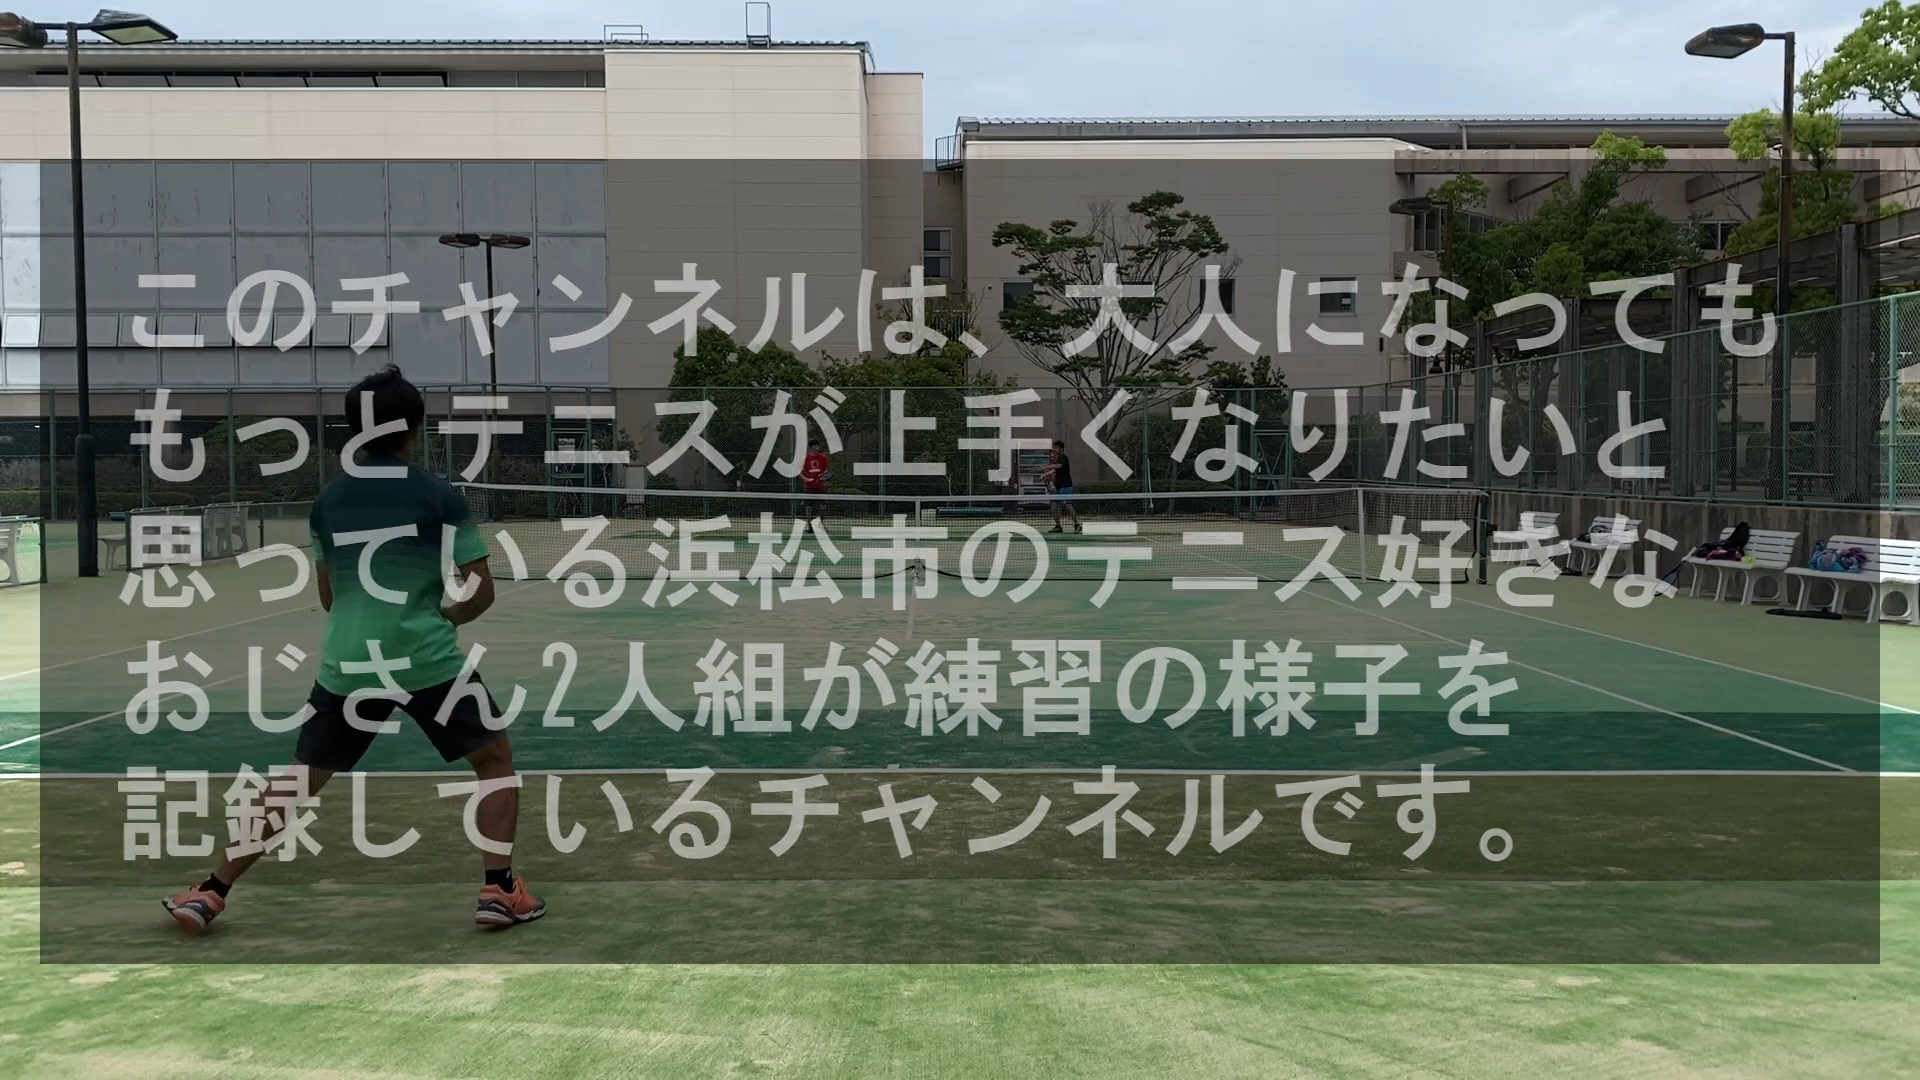 このチャンネルは、大人になっても
もっとテニスが上手くなりたいと
思っている浜松市のテニス好きな
おじさん2人組が練習の様子を
記録しているチャンネルです。